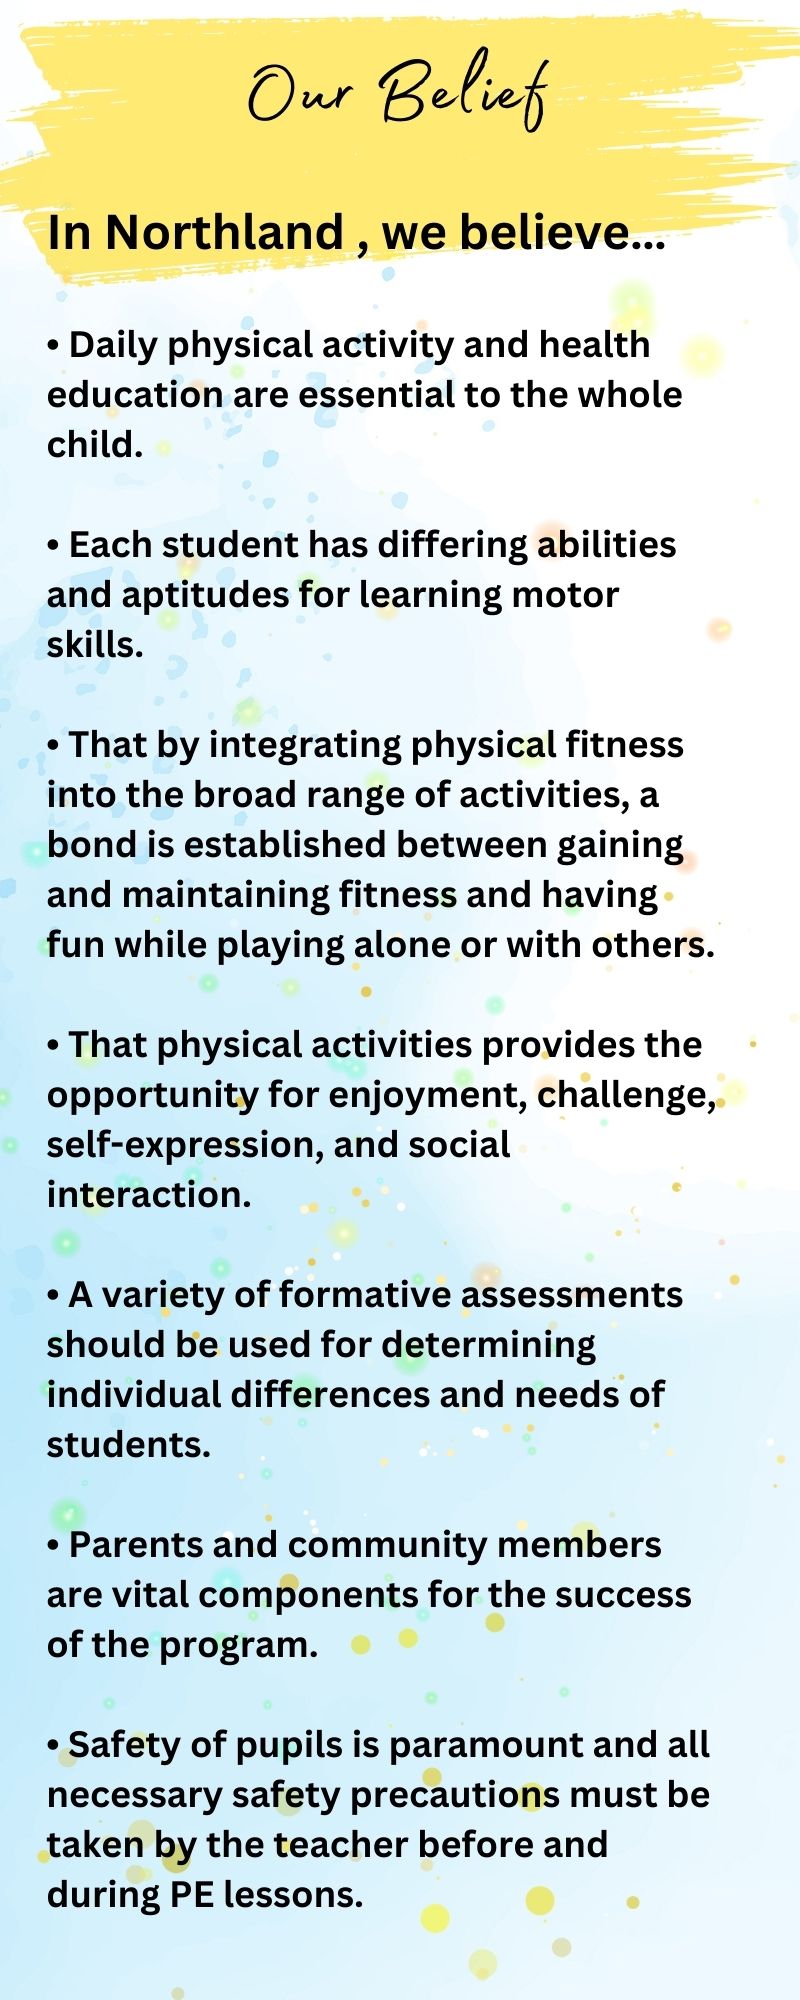 Our Belief
In Northland , we believe...
• Daily physical activity and health
education are essential to the whole
child.
• Each student has differing abilities
and aptitudes for learning motor
skills.
• That by integrating physical fitness
into the broad range of activities, a
bond is established between gaining
and maintaining fitness and having
fun while playing alone or with others.
• That physical activities provides the
opportunity for enjoyment, challenge,
self-expression, and social
interaction.
• A variety of formative assessments
should be used for determining
individual differences and needs of
students.
• Parents and community members
are vital components for the success
of the program.
• Safety of pupils is paramount and all
necessary safety precautions must be
taken by the teacher before and
during PE lessons.